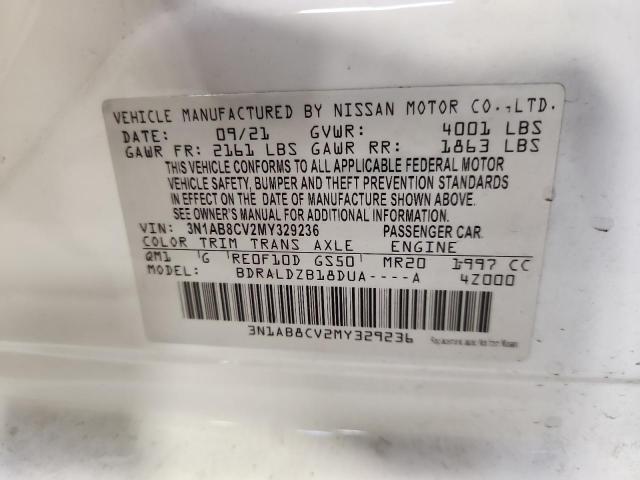 VEHICLE MANUFACTURED BY NISSAN MOTOR CO.,LTD.
DATE: 09/21 GVWR: 4001 LBS
GAWR FR: 2161 LBS GAWR RR: 1863 LBS
THIS VEHICLE CONFORMS TO ALL APPLICABLE FEDERAL MOTOR
VEHICLE SAFETY, BUMPER AND THEFT PREVENTION STANDARDS
IN EFFECT ON THE DATE OF MANUFACTURE SHOWN ABOVE.
SEE OWNER'S MANUAL FOR ADDITIONAL INFORMATION.
VIN: 3N1AB8CV2MY329236 PASSENGER CAR
COLOR TRIM TRANS AXLE ENGINE
QM1 G RE0F10D GS50 MR20 1997 CC
MODEL: BDRALDZB18DUA----A 4Z000
3N1AB8CV2MY329236